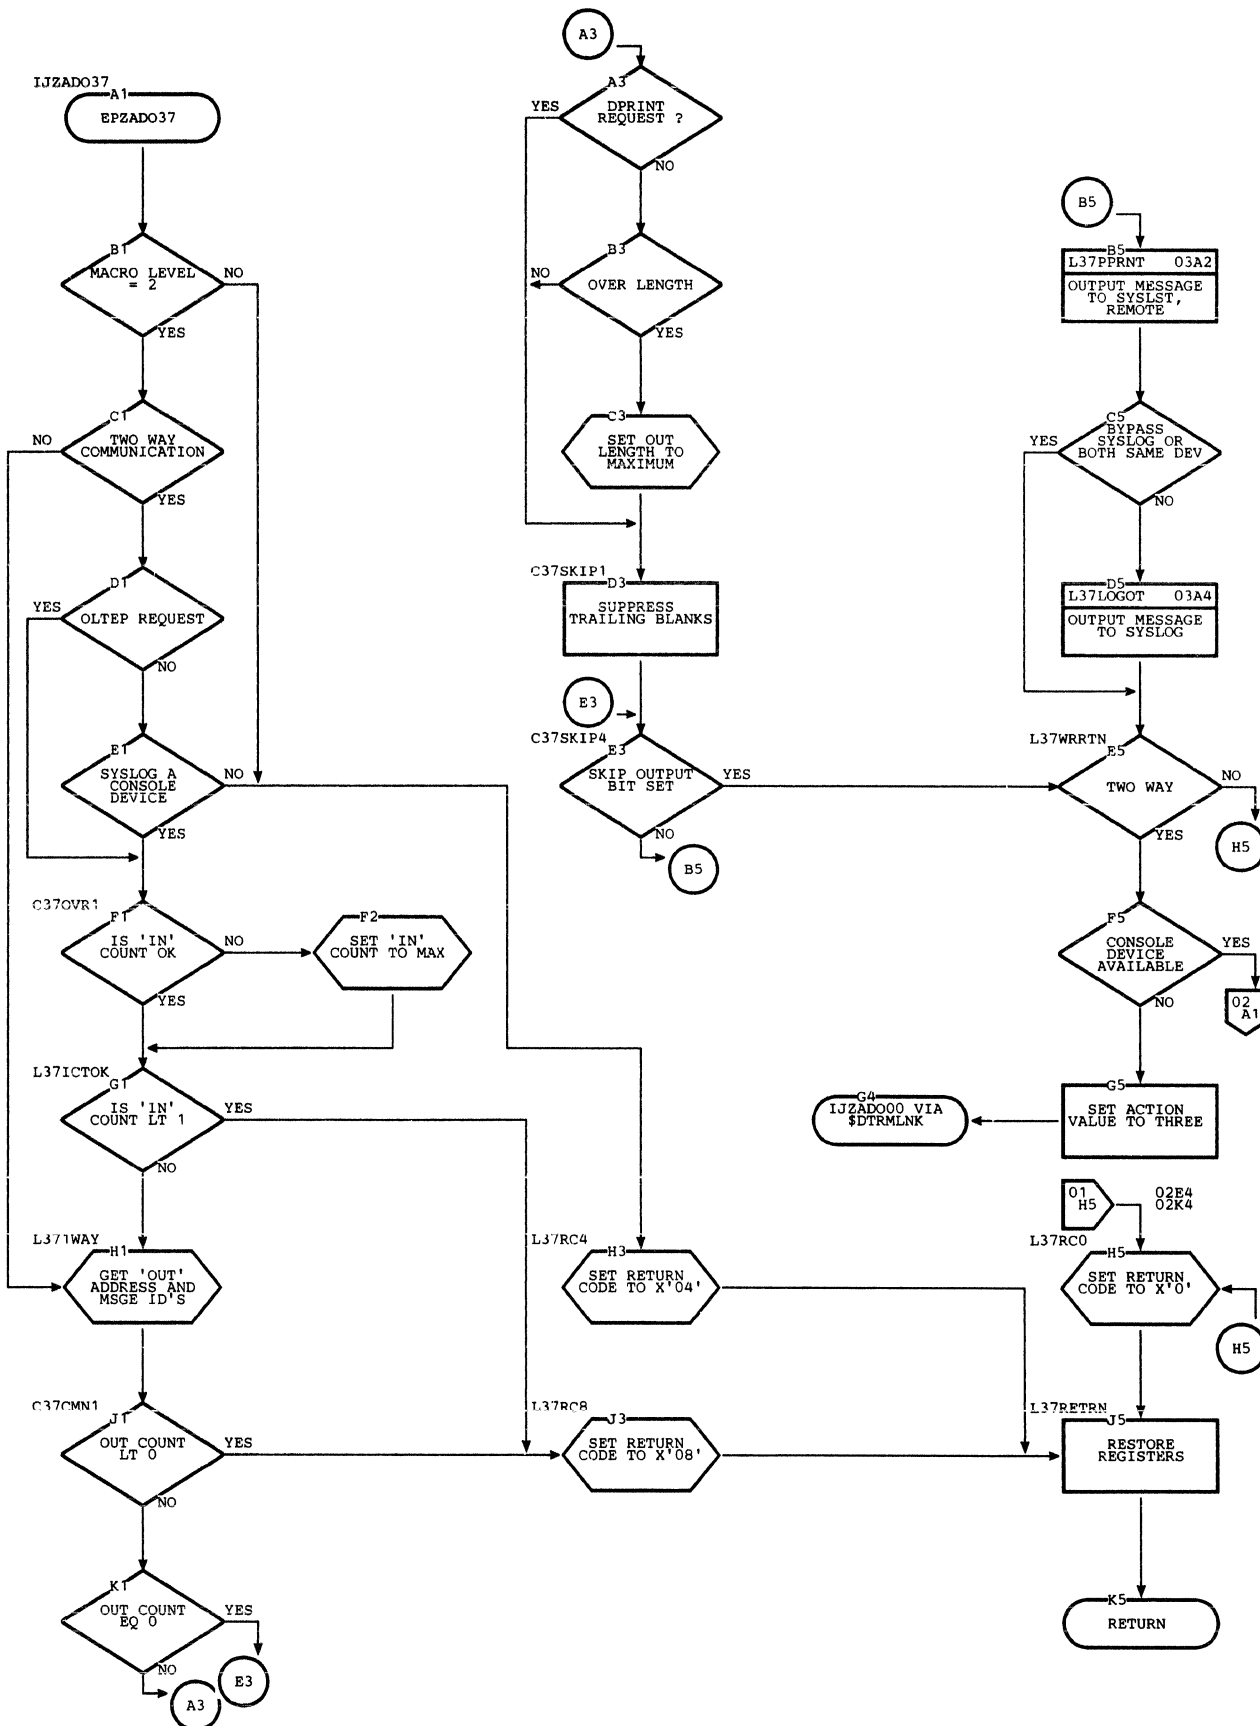 IJZADO37
A1
EPZADO37
B1
MACRO LEVEL
= 2
NO
YES
C1
TWO WAY
COMMUNICATION
NO
YES
D1
OLTEP REQUEST
YES
NO
E1
SYSLOG A
CONSOLE
DEVICE
NO
YES
C37OVR1
F1
IS 'IN'
COUNT OK
NO
YES
F2
SET 'IN'
COUNT TO MAX
L37ICTOK
G1
IS 'IN'
COUNT LT 1
YES
NO
L371WAY
H1
GET 'OUT'
ADDRESS AND
MSGE ID'S
C37CMN1
J1
OUT COUNT
LT 0
YES
NO
K1
OUT COUNT
EQ 0
YES
NO
E3
A3
A3
A3
DPRINT
REQUEST ?
YES
NO
B3
OVER LENGTH
NO
YES
C3
SET OUT
LENGTH TO
MAXIMUM
C37SKIP1
D3
SUPPRESS
TRAILING BLANKS
E3
C37SKIP4
E3
SKIP OUTPUT
BIT SET
YES
NO
B5
L37RC4
H3
SET RETURN
CODE TO X'04'
L37RC8
J3
SET RETURN
CODE TO X'08'
B5
B5
L37PPRNT 03A2
OUTPUT MESSAGE
TO SYSLST,
REMOTE
C5
BYPASS
SYSLOG OR
BOTH SAME DEV
YES
NO
D5
L37LOGOT 03A4
OUTPUT MESSAGE
TO SYSLOG
L37WRRTN
E5
TWO WAY
NO
YES
H5
F5
CONSOLE
DEVICE
AVAILABLE
YES
NO
02
A1
G5
SET ACTION
VALUE TO THREE
G4
IJZADO00 VIA
$DTRMLNK
01
H5
02E4
02K4
L37RC0
H5
SET RETURN
CODE TO X'0'
H5
L37RETRN
J5
RESTORE
REGISTERS
K5
RETURN